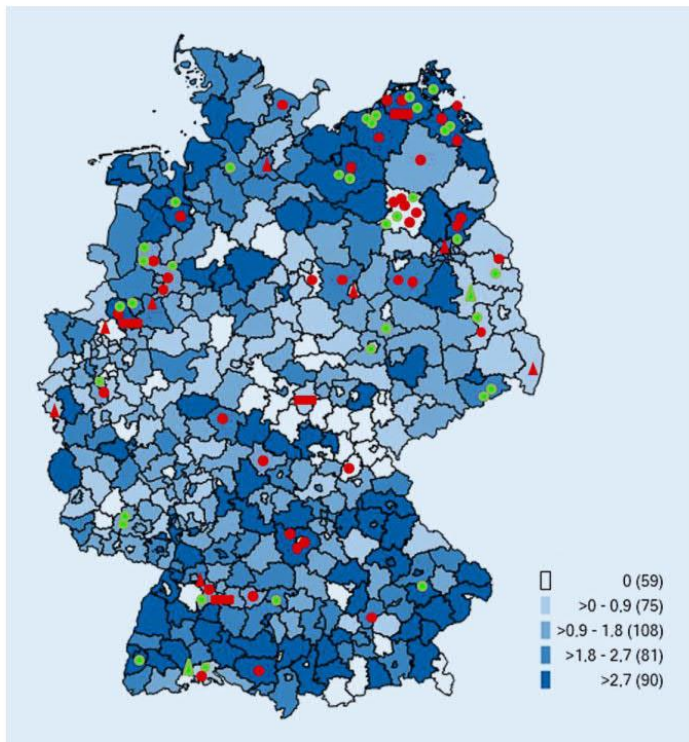 0 (59)
>0 - 0,9 (75)
>0,9 - 1.8 (108)
>1.8 - 2,7 (81)
>2,7 (90)